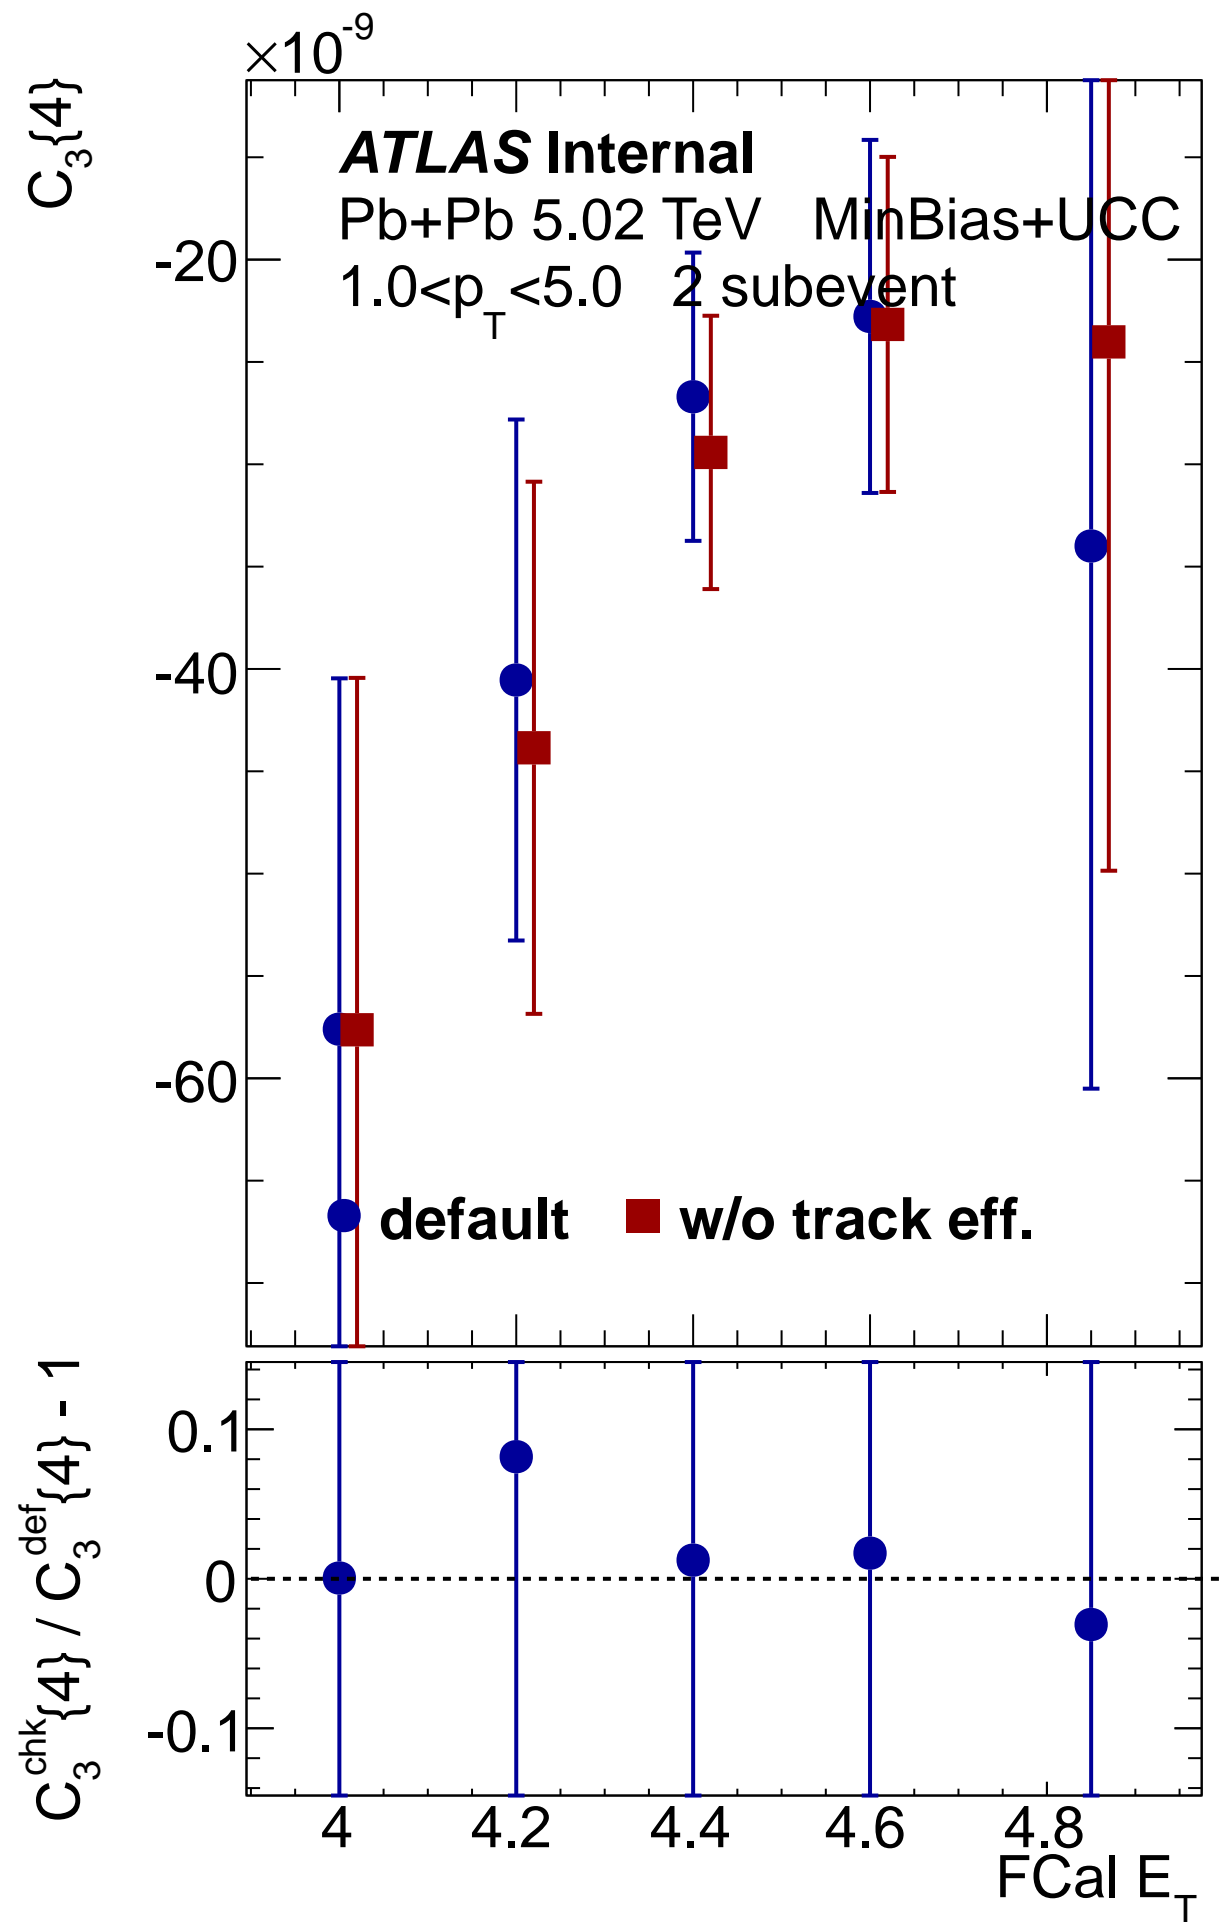 ×10⁻⁹
C₃{4}
ATLAS Internal
Pb+Pb 5.02 TeV MinBias+UCC
1.0<p_T<5.0 2 subevent
-20
-40
-60
default w/o track eff.
C₃^chk{4} / C₃^def{4} - 1
0.1
0
-0.1
4 4.2 4.4 4.6 4.8
FCal E_T